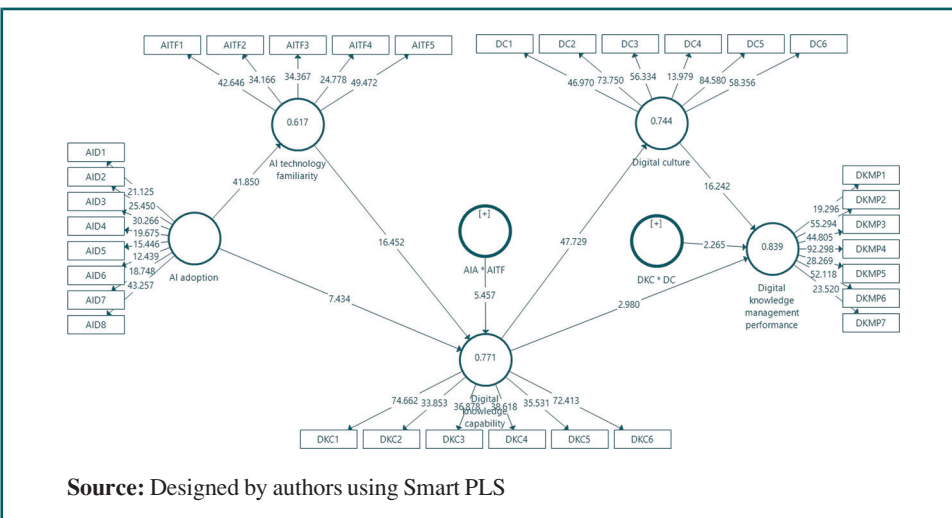 AITF1 AITF2 AITF3 AITF4 AITF5
DC1 DC2 DC3 DC4 DC5 DC6
42.646 34.166 34.367 24.778 49.472
46.970 73.750 56.334 13.979 84.580 58.356
0.617
0.744
AI technology
familiarity
Digital culture
AID1
AID2
AID3
AID4
AID5
AID6
AID7
AID8
21.125
25.450
30.266
19.675
15.446
12.439
18.748
43.257
AI adoption
41.850
16.452
7.434
[+]
AIA * AITF
5.457
47.729
16.242
[+]
DKC * DC
2.265
2.980
0.839
Digital
knowledge
management
performance
DKMP1
DKMP2
DKMP3
DKMP4
DKMP5
DKMP6
DKMP7
19.296
55.294
44.805
92.298
28.269
52.118
23.520
0.771
Digital
knowledge
capability
74.662 33.853 36.878 38.618 35.531 72.413
DKC1 DKC2 DKC3 DKC4 DKC5 DKC6
Source: Designed by authors using Smart PLS